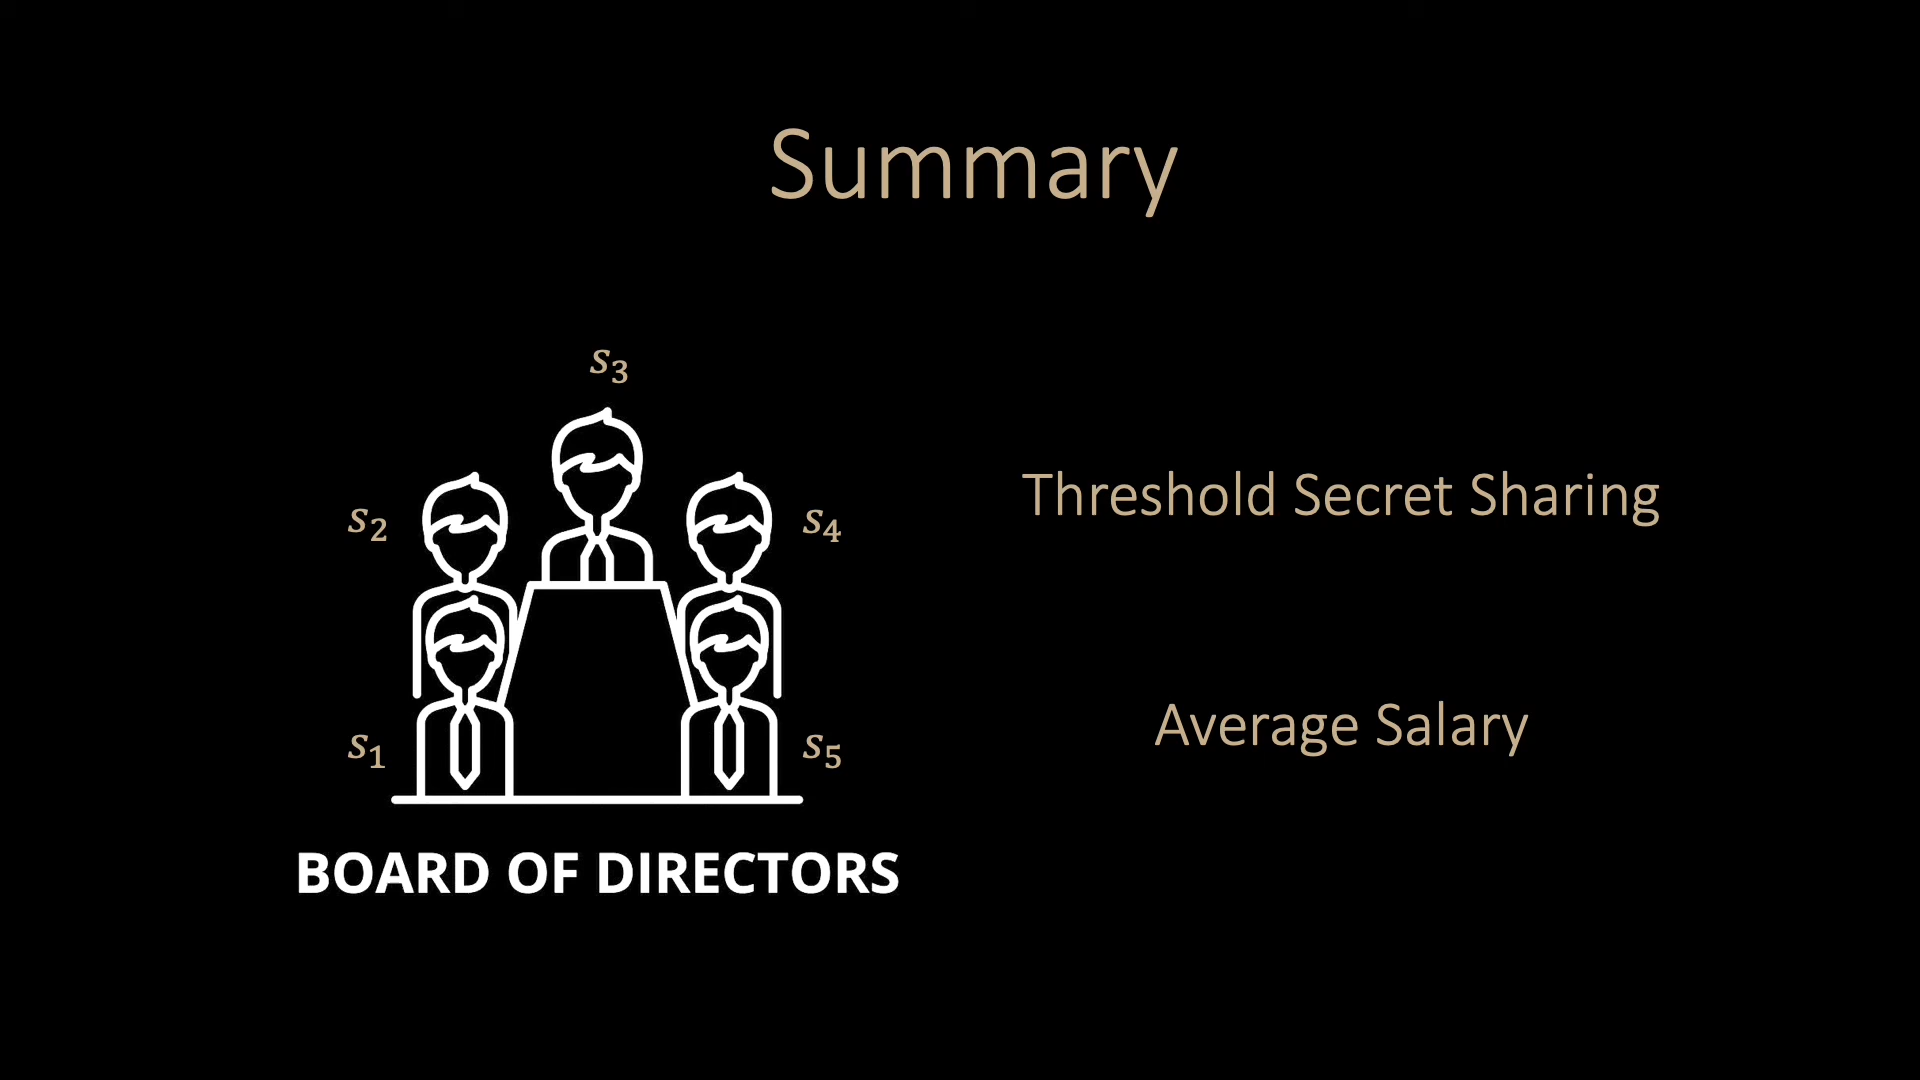 Summary
s₃
s₂
s₄
s₁
s₅
BOARD OF DIRECTORS
Threshold Secret Sharing
Average Salary